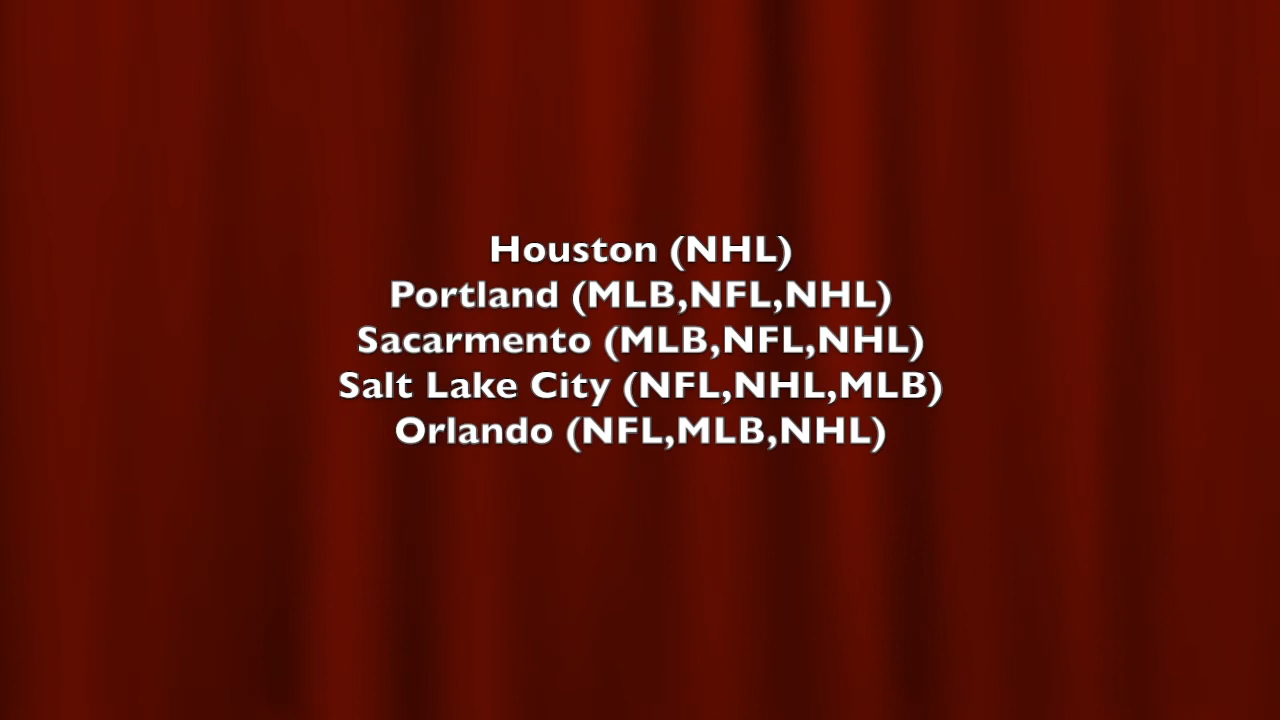 Houston (NHL)
Portland (MLB,NFL,NHL)
Sacarmento (MLB,NFL,NHL)
Salt Lake City (NFL,NHL,MLB)
Orlando (NFL,MLB,NHL)